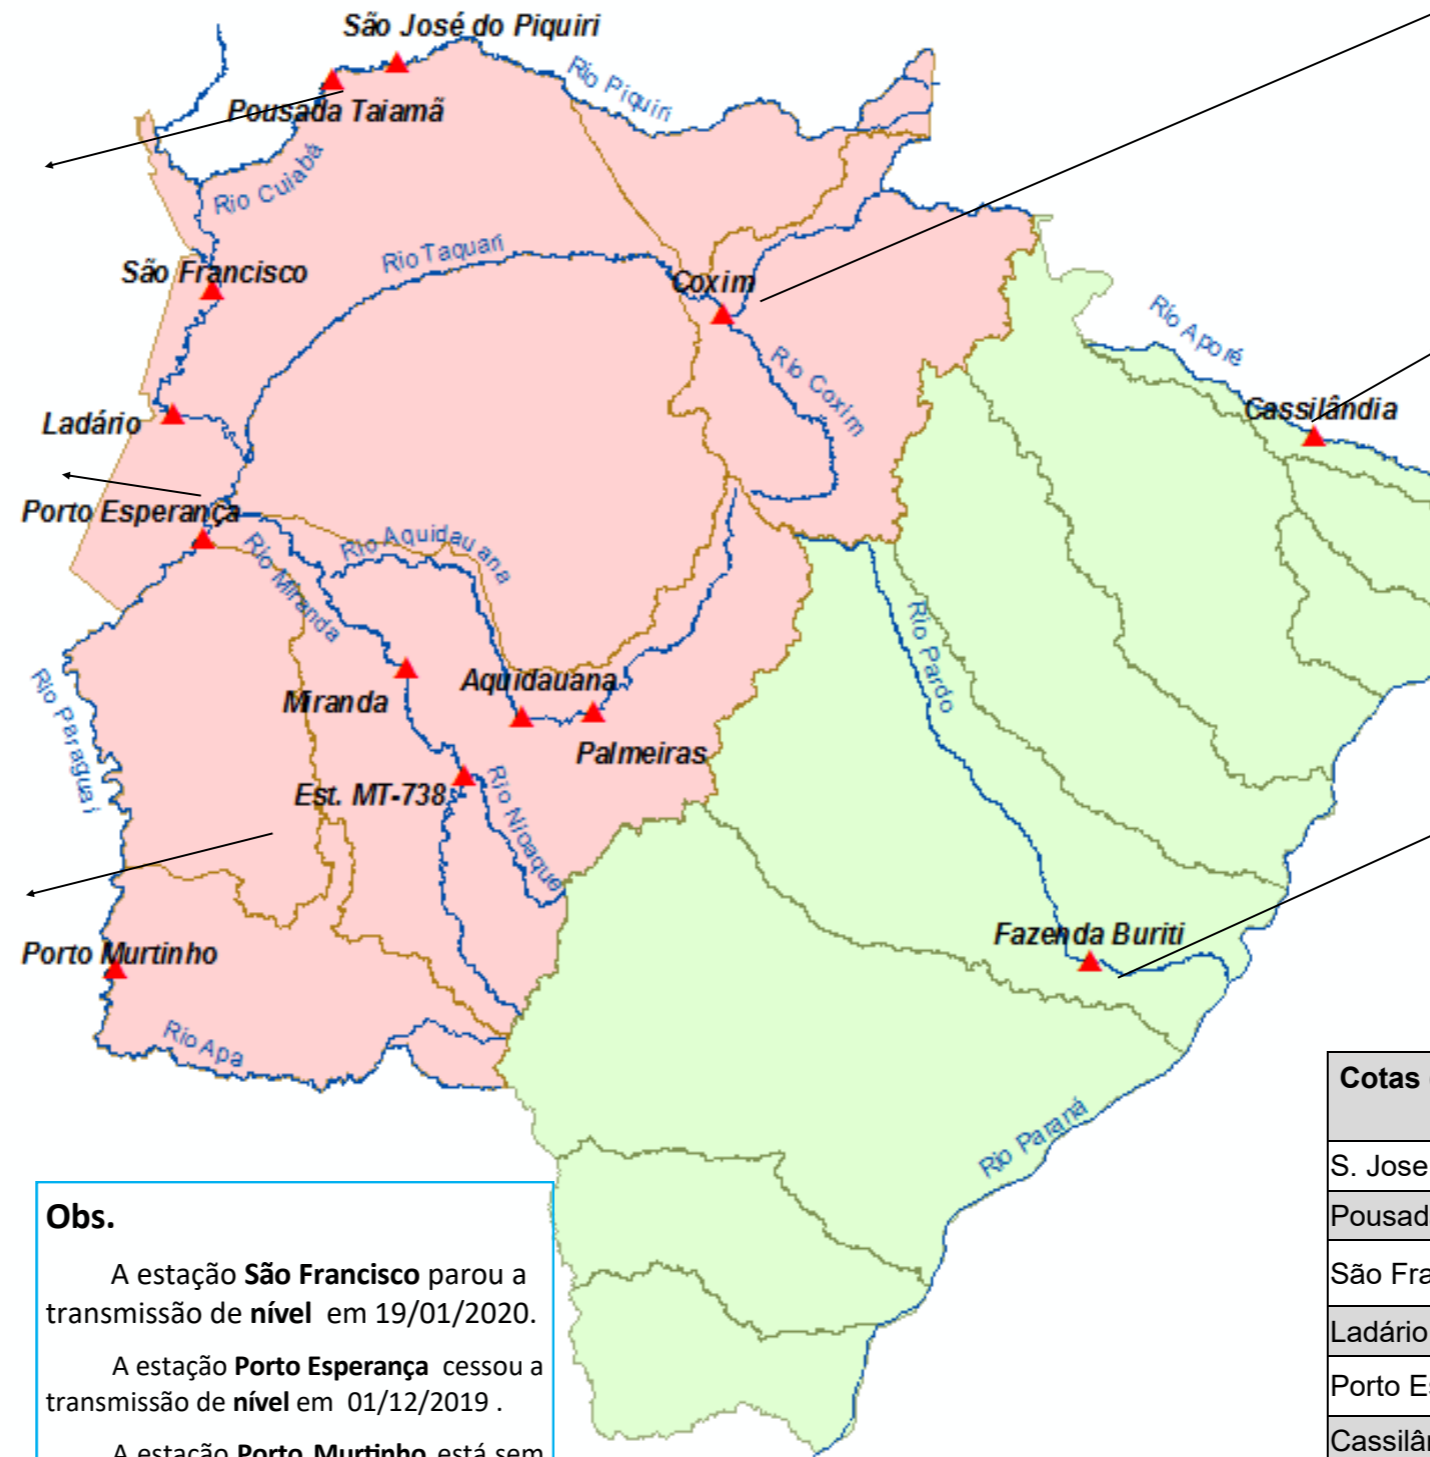 São José do Piquiri
Rio Piquiri
Pousada Taiamã
Rio Cuiabá
Rio Taquari
São Francisco
Coxim
Rio Aporé
Rio Coxim
Cassilândia
Ladário
Porto Esperança
Rio Aquidauana
Rio Miranda
Rio Pardo
Aquidauana
Rio Paraguai
Miranda
Palmeiras
Est. MT-738
Rio Nioaque
Fazenda Buriti
Porto Murtinho
Rio Apa
Rio Paraná
Obs.
A estação São Francisco parou a
transmissão de nível em 19/01/2020.
A estação Porto Esperança cessou a
transmissão de nível em 01/12/2019 .
A estação Porto Murtinho está sem
Cotas
S. Jose
Pousad
São Fra
Ladário
Porto Es
Cassilân